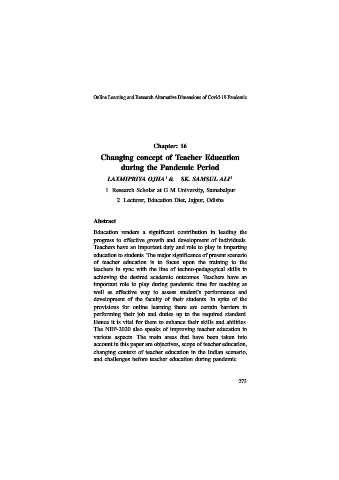 Online Learning and Research Alternative Dimensions of Covid-19 Pandemic
Chapter: 16
Changing concept of Teacher Education
during the Pandemic Period
LAXMIPRIYA OJHA¹ & SK. SAMSUL ALI²
1 Research Scholar at G M University, Samabalpur
2 Lecturer, Education Diet, Jajpur, Odisha
Abstract
Education renders a significant contribution in leading the
progress to effective growth and development of individuals.
Teachers have an important duty and role to play in imparting
education to students. The major significance of present scenario
of teacher education is to focus upon the training to the
teachers in sync with the line of techno-pedagogical skills in
achieving the desired academic outcomes. Teachers have an
important role to play during pandemic time for teaching as
well as effective way to assess student's performance and
development of the faculty of their students. In spite of the
provisions for online learning there are certain barriers in
performing their job and duties up to the required standard.
Hence it is vital for them to enhance their skills and abilities.
The NEP-2020 also speaks of improving teacher education in
various aspects. The main areas that have been taken into
account in this paper are objectives, scope of teacher education,
changing context of teacher education in the Indian scenario,
and challenges before teacher education during pandemic.